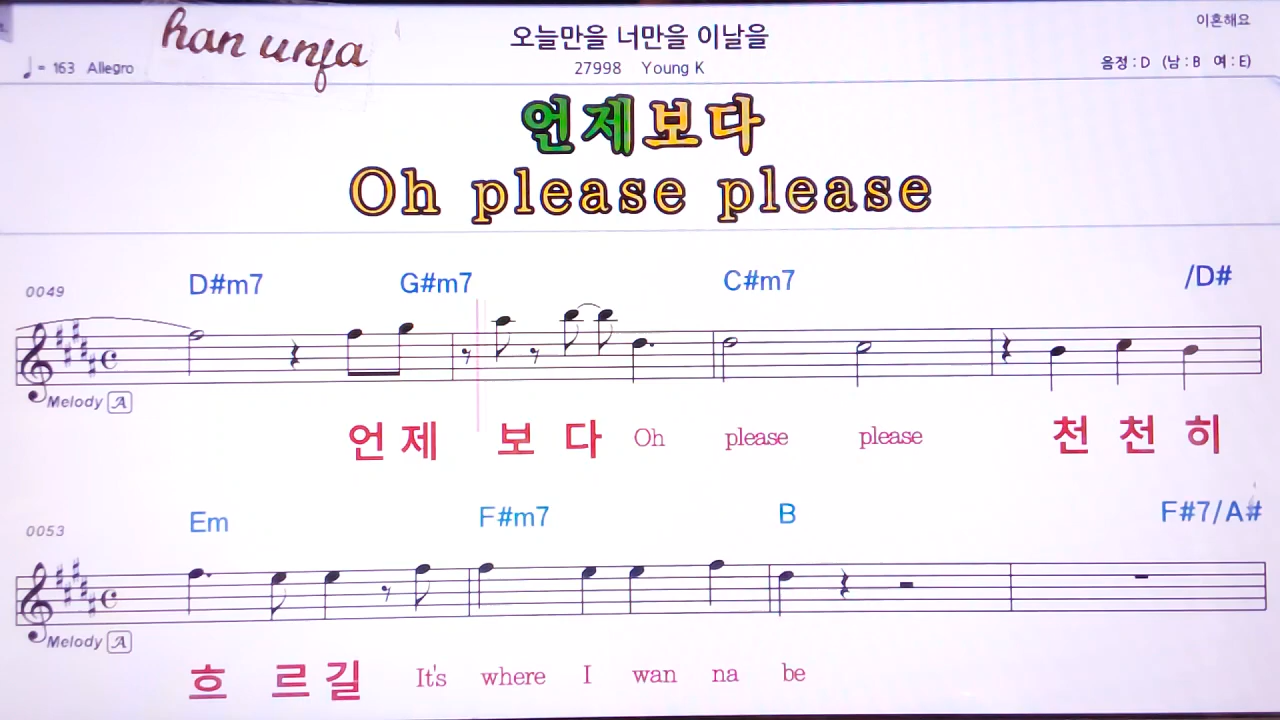 han unfa
오늘만을 너만을 이날을
이혼해요
♩= 163 Allegro
27998 Young K
음정 : D (남 : B 여 : E)
언제보다
Oh please please
0049
D#m7 G#m7 C#m7 /D#
Melody A
언 제 보 다 Oh please please 천 천 히
0053
Em F#m7 B F#7/A#
Melody A
흐 르 길 It's where I wan na be